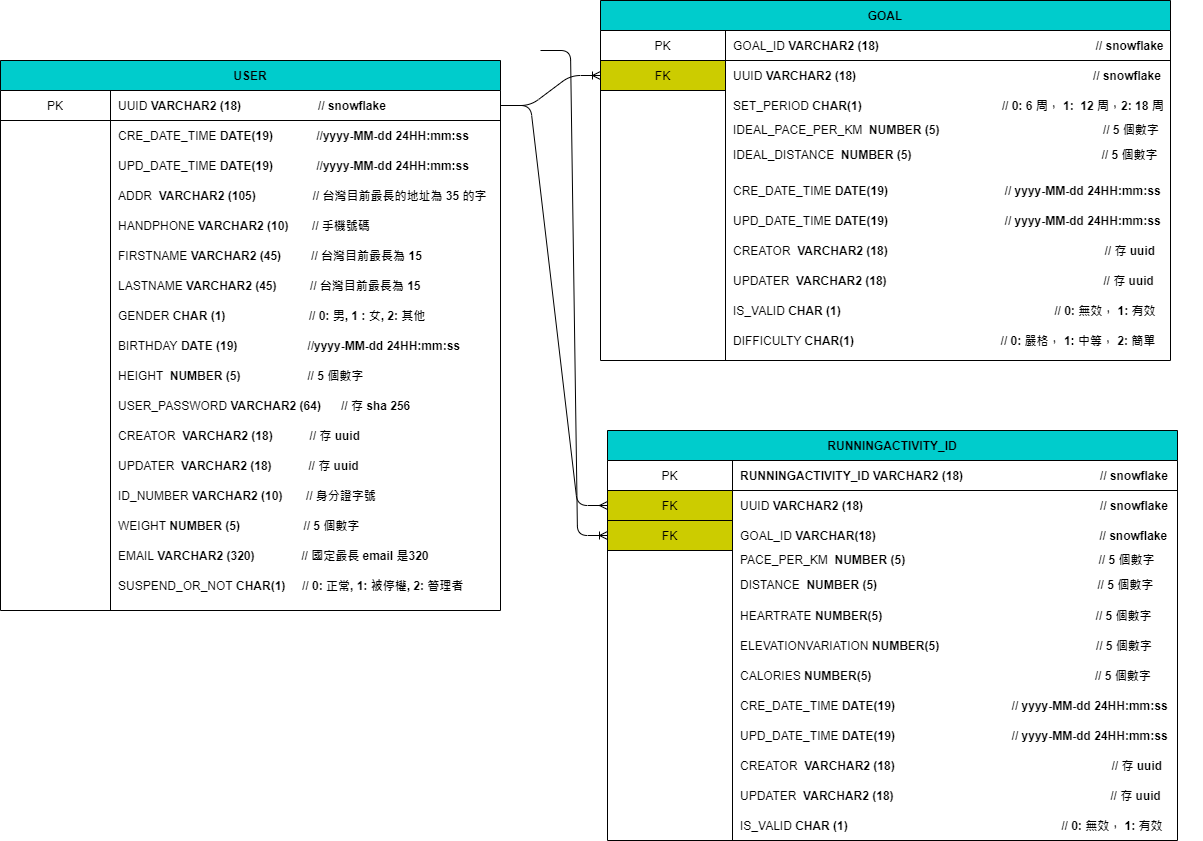 USER
PK UUID VARCHAR2 (18) // snowflake
CRE_DATE_TIME DATE(19) //yyyy-MM-dd 24HH:mm:ss
UPD_DATE_TIME DATE(19) //yyyy-MM-dd 24HH:mm:ss
ADDR VARCHAR2 (105) // 台灣目前最長的地址為 35 的字
HANDPHONE VARCHAR2 (10) // 手機號碼
FIRSTNAME VARCHAR2 (45) // 台灣目前最長為 15
LASTNAME VARCHAR2 (45) // 台灣目前最長為 15
GENDER CHAR (1) // 0: 男, 1 : 女, 2: 其他
BIRTHDAY DATE (19) //yyyy-MM-dd 24HH:mm:ss
HEIGHT NUMBER (5) // 5 個數字
USER_PASSWORD VARCHAR2 (64) // 存 sha 256
CREATOR VARCHAR2 (18) // 存 uuid
UPDATER VARCHAR2 (18) // 存 uuid
ID_NUMBER VARCHAR2 (10) // 身分證字號
WEIGHT NUMBER (5) // 5 個數字
EMAIL VARCHAR2 (320) // 國定最長 email 是320
SUSPEND_OR_NOT CHAR(1) // 0: 正常, 1: 被停權, 2: 管理者
GOAL
PK GOAL_ID VARCHAR2 (18) // snowflake
FK UUID VARCHAR2 (18) // snowflake
SET_PERIOD CHAR(1) // 0: 6 周， 1: 12 周，2: 18 周
IDEAL_PACE_PER_KM NUMBER (5) // 5 個數字
IDEAL_DISTANCE NUMBER (5) // 5 個數字
CRE_DATE_TIME DATE(19) // yyyy-MM-dd 24HH:mm:ss
UPD_DATE_TIME DATE(19) // yyyy-MM-dd 24HH:mm:ss
CREATOR VARCHAR2 (18) // 存 uuid
UPDATER VARCHAR2 (18) // 存 uuid
IS_VALID CHAR (1) // 0: 無效， 1: 有效
DIFFICULTY CHAR(1) // 0: 嚴格， 1: 中等， 2: 簡單
RUNNINGACTIVITY_ID
PK RUNNINGACTIVITY_ID VARCHAR2 (18) // snowflake
FK UUID VARCHAR2 (18) // snowflake
FK GOAL_ID VARCHAR(18) // snowflake
PACE_PER_KM NUMBER (5) // 5 個數字
DISTANCE NUMBER (5) // 5 個數字
HEARTRATE NUMBER(5) // 5 個數字
ELEVATIONVARIATION NUMBER(5) // 5 個數字
CALORIES NUMBER(5) // 5 個數字
CRE_DATE_TIME DATE(19) // yyyy-MM-dd 24HH:mm:ss
UPD_DATE_TIME DATE(19) // yyyy-MM-dd 24HH:mm:ss
CREATOR VARCHAR2 (18) // 存 uuid
UPDATER VARCHAR2 (18) // 存 uuid
IS_VALID CHAR (1) // 0: 無效， 1: 有效